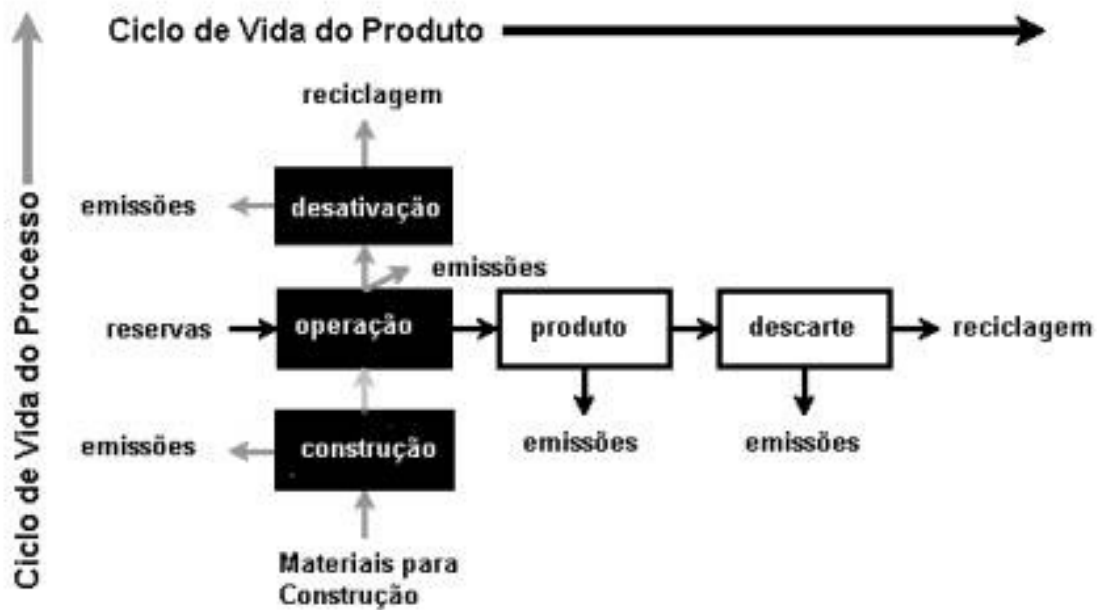 Ciclo de Vida do Produto
Ciclo de Vida do Processo
reciclagem
emissões
desativação
emissões
reservas
operação
produto
descarte
reciclagem
emissões
construção
emissões
emissões
Materiais para
Construção